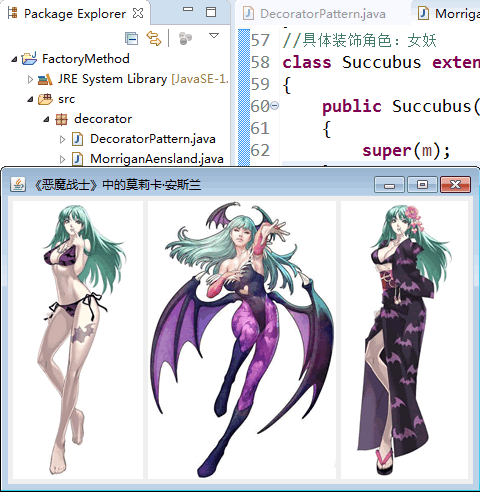 Package Explorer
FactoryMethod
JRE System Library [JavaSE-1.
src
decorator
DecoratorPattern.java
MorriganAensland.java
DecoratorPattern.java
Morrigan
57 //具体装饰角色：女妖
58 class Succubus exten
59 {
60 public Succubus(
61 {
62 super(m);
《恶魔战士》中的莫莉卡·安斯兰